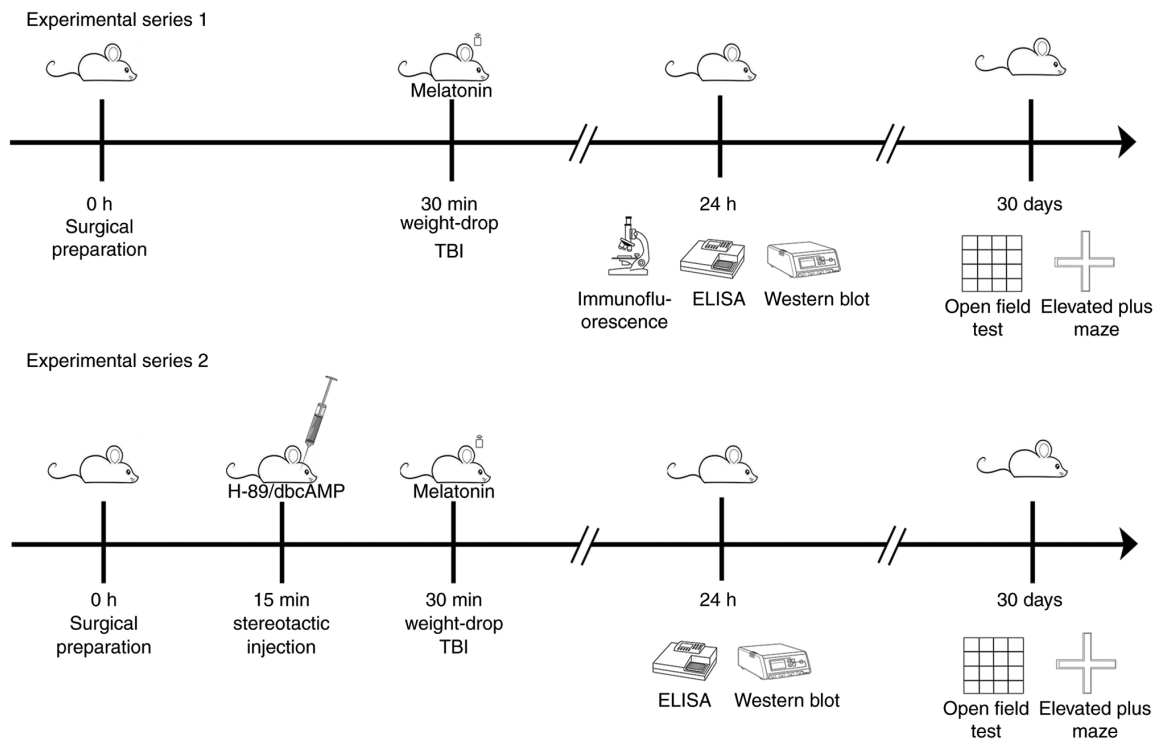 Experimental series 1
Melatonin
0 h
Surgical
preparation
30 min
weight-drop
TBI
24 h
30 days
Immunoflu-
orescence
ELISA
Western blot
Open field
test
Elevated plus
maze
Experimental series 2
H-89/dbcAMP
Melatonin
0 h
Surgical
preparation
15 min
stereotactic
injection
30 min
weight-drop
TBI
24 h
30 days
ELISA
Western blot
Open field
test
Elevated plus
maze